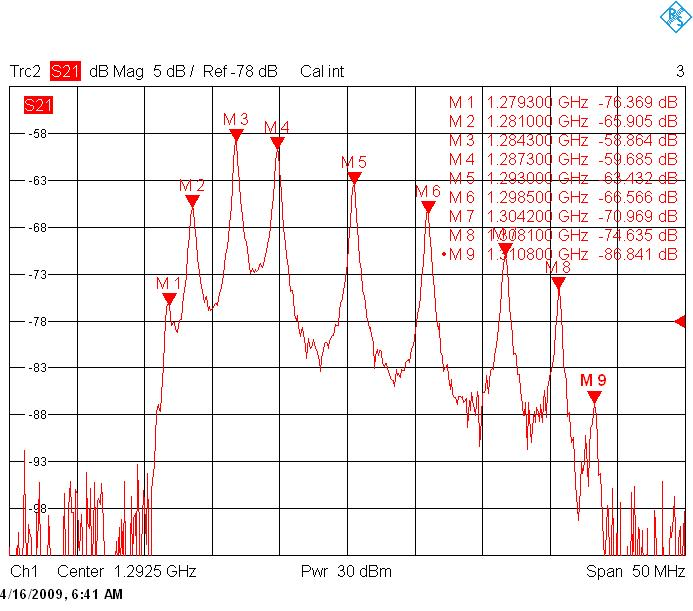 R&S
Trc2 S21 dB Mag 5 dB / Ref -78 dB Cal int 3
S21
M 1 1.279300 GHz -76.369 dB
M 2 1.281000 GHz -65.905 dB
M 3 1.284300 GHz -58.864 dB
M 4 1.287300 GHz -59.685 dB
M 5 1.293000 GHz -63.432 dB
M 6 1.298500 GHz -66.566 dB
M 7 1.304200 GHz -70.969 dB
M 8 1.308100 GHz -74.635 dB
•M 9 1.310800 GHz -86.841 dB
M 3
M 4
M 5
M 2
M 6
M 7
M 8
M 1
M 9
-58
-63
-68
-73
-78
-83
-88
-93
-98
Ch1 Center 1.2925 GHz Pwr 30 dBm Span 50 MHz
4/16/2009, 6:41 AM